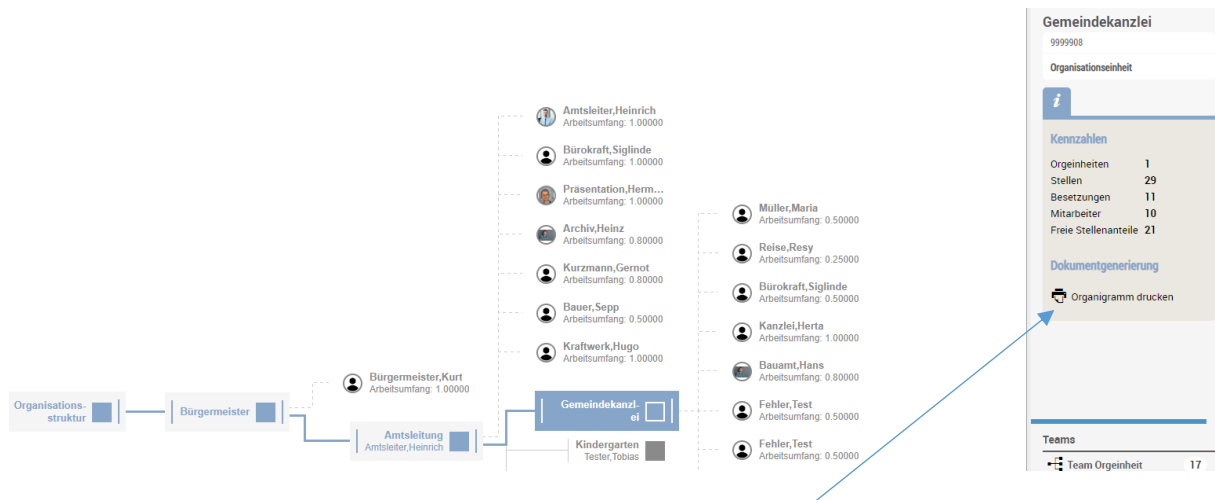 Organisations-
struktur
Bürgermeister
Bürgermeister,Kurt
Arbeitsumfang: 1.00000
Amtsleitung
Amtsleiter,Heinrich
Amtsleiter,Heinrich
Arbeitsumfang: 1.00000
Bürokraft,Siglinde
Arbeitsumfang: 1.00000
Präsentation,Herm...
Arbeitsumfang: 1.00000
Archiv,Heinz
Arbeitsumfang: 0.80000
Kurzmann,Gernot
Arbeitsumfang: 0.80000
Bauer,Sepp
Arbeitsumfang: 0.50000
Kraftwerk,Hugo
Arbeitsumfang: 1.00000
Gemeindekanzl-
ei
Kindergarten
Tester,Tobias
Müller,Maria
Arbeitsumfang: 0.50000
Reise,Resy
Arbeitsumfang: 0.25000
Bürokraft,Siglinde
Arbeitsumfang: 0.50000
Kanzlei,Herta
Arbeitsumfang: 1.00000
Bauamt,Hans
Arbeitsumfang: 0.80000
Fehler,Test
Arbeitsumfang: 0.50000
Fehler,Test
Arbeitsumfang: 0.50000
Gemeindekanzlei
9999908
Organisationseinheit
i
Kennzahlen
Orgeinheiten 1
Stellen 29
Besetzungen 11
Mitarbeiter 10
Freie Stellenanteile 21
Dokumentgenerierung
Organigramm drucken
Teams
Team Orgeinheit 17